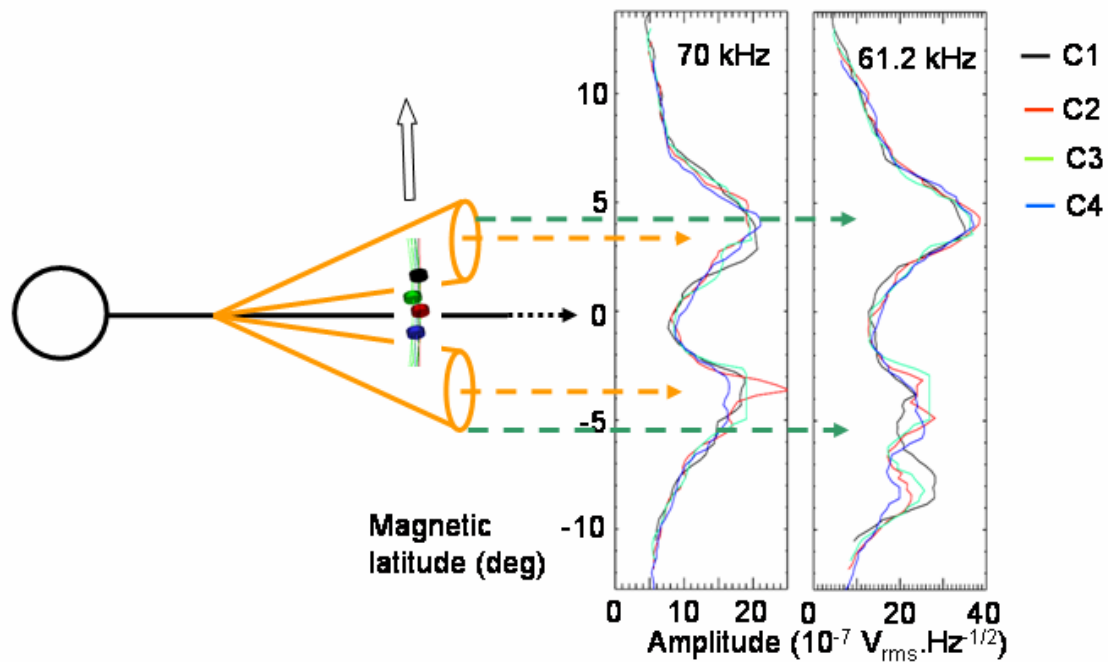 70 kHz
61.2 kHz
C1
C2
C3
C4
10
5
0
-5
-10
Magnetic
latitude (deg)
0 10 20
0 20 40
Amplitude (10⁻⁷ Vrms.Hz⁻¹/²)